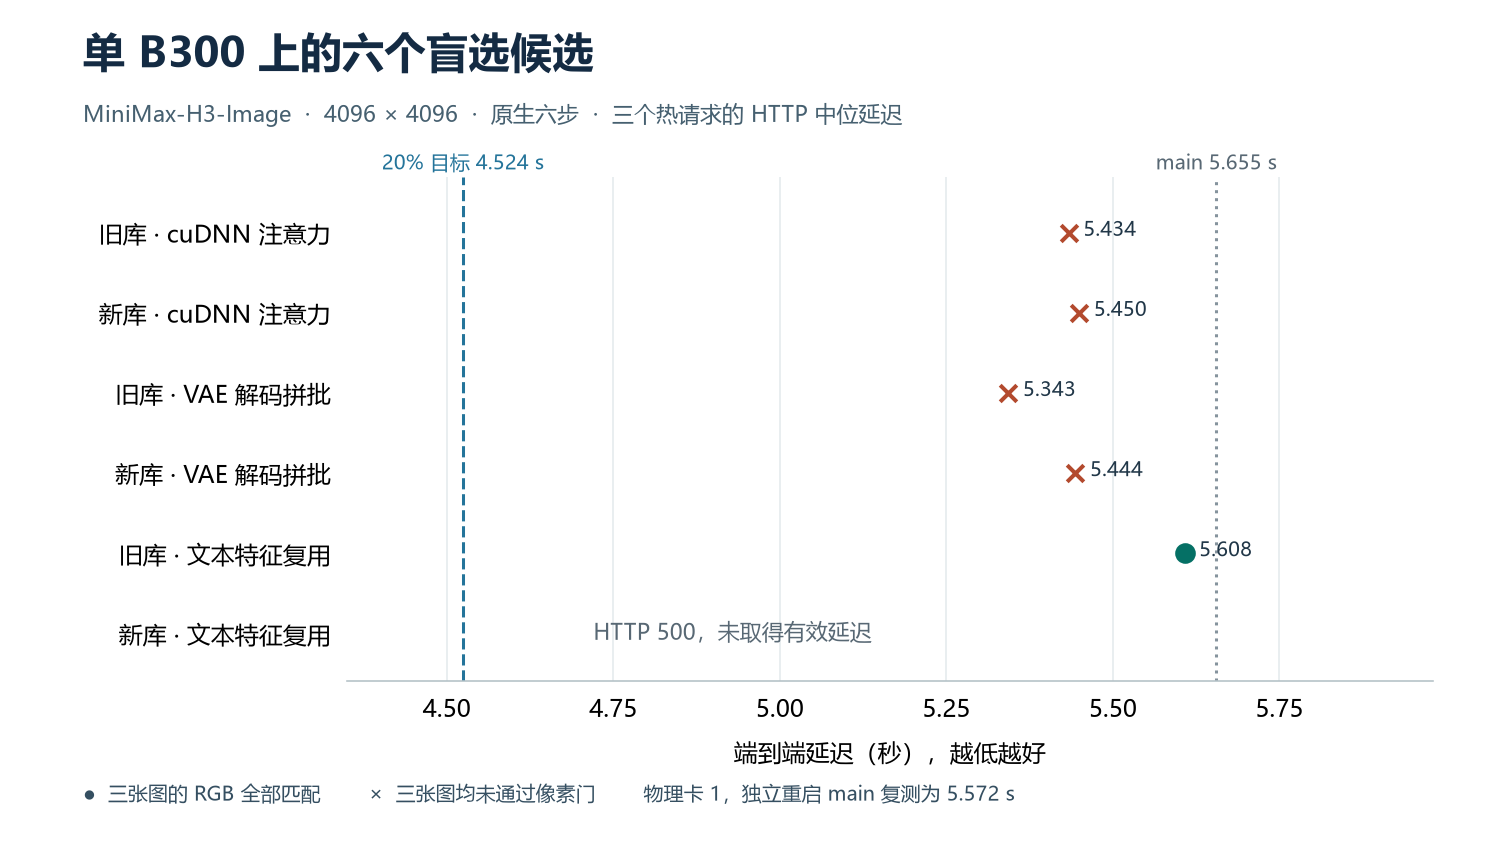 单 B300 上的六个盲选候选
MiniMax-H3-Image · 4096 × 4096 · 原生六步 · 三个热请求的 HTTP 中位延迟
20% 目标 4.524 s
main 5.655 s
旧库 · cuDNN 注意力
5.434
新库 · cuDNN 注意力
5.450
旧库 · VAE 解码拼批
5.343
新库 · VAE 解码拼批
5.444
旧库 · 文本特征复用
5.608
新库 · 文本特征复用
HTTP 500，未取得有效延迟
4.50 4.75 5.00 5.25 5.50 5.75
端到端延迟（秒），越低越好
● 三张图的 RGB 全部匹配 × 三张图均未通过像素门 物理卡 1，独立重启 main 复测为 5.572 s